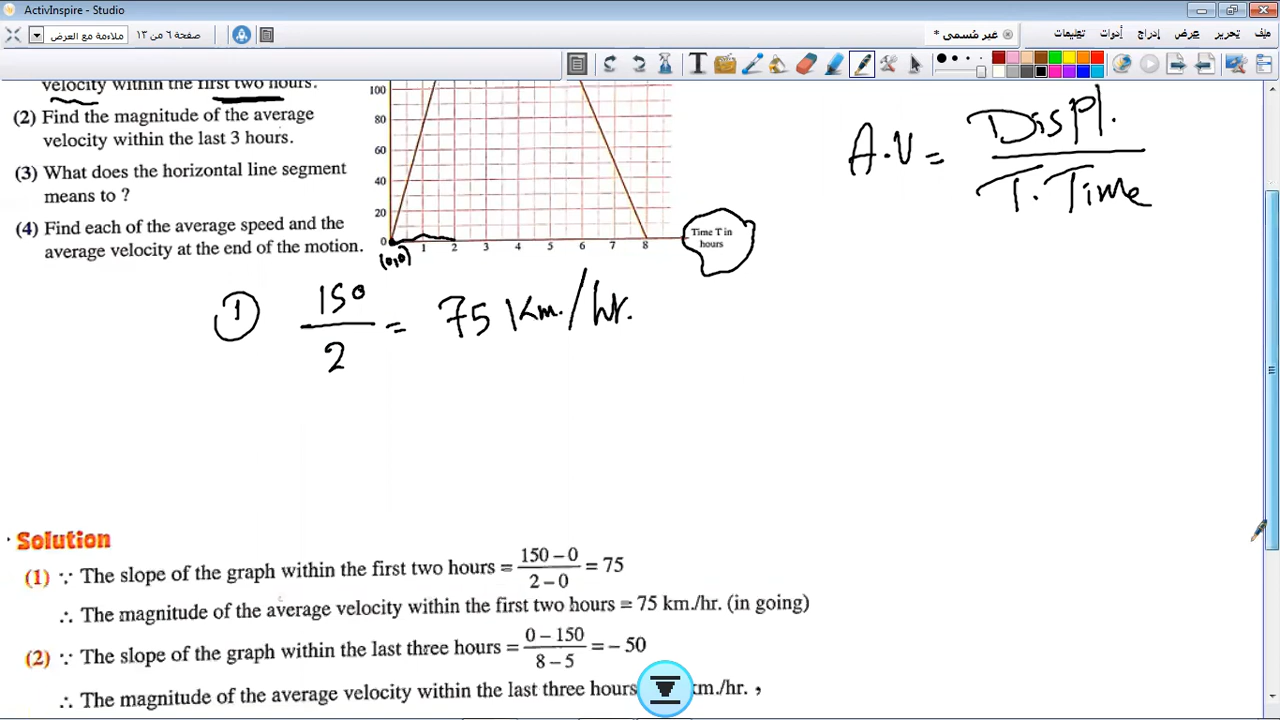 ActivInspire - Studio
ملف تحرير عرض إدراج أدوات تعليمات
غير مُسمى *
صفحة ٦ من ١٣
ملاءمة مع العرض
velocity within the first two hours.
(2) Find the magnitude of the average
velocity within the last 3 hours.
(3) What does the horizontal line segment
means to ?
(4) Find each of the average speed and the
average velocity at the end of the motion.
100
80
60
40
20
0
1 2 3 4 5 6 7 8
(0,0)
Time T in
hours
A.V = Displ. / T. Time
① 150 / 2 = 75 Km./hr.
Solution
(1) ∵ The slope of the graph within the first two hours = 150 – 0 / 2 – 0 = 75
∴ The magnitude of the average velocity within the first two hours = 75 km./hr. (in going)
(2) ∵ The slope of the graph within the last three hours = 0 – 150 / 8 – 5 = – 50
∴ The magnitude of the average velocity within the last three hours km./hr. ,